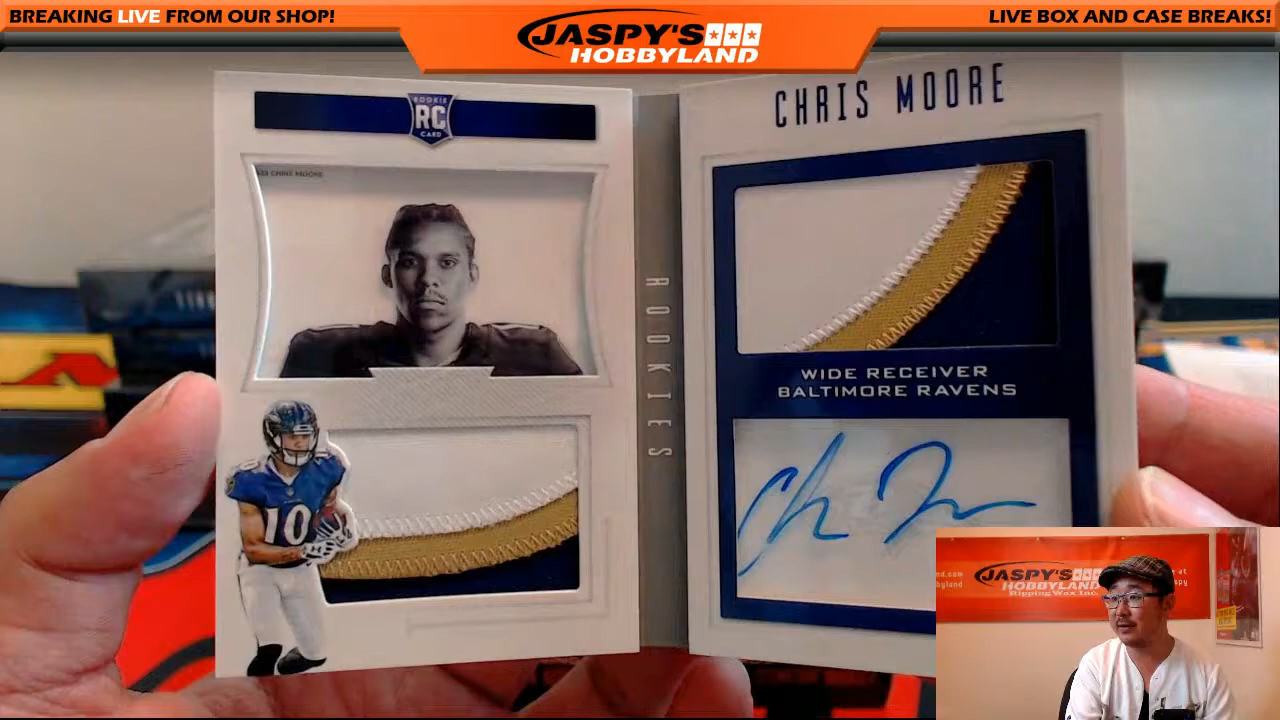 BREAKING LIVE FROM OUR SHOP!
JASPY'S
HOBBYLAND
LIVE BOX AND CASE BREAKS!
ROOKIE
RC
CARD
CHRIS MOORE
ROOKIES
10
WIDE RECEIVER
BALTIMORE RAVENS
JASPY'S
HOBBYLAND
Ripping Wax Inc.